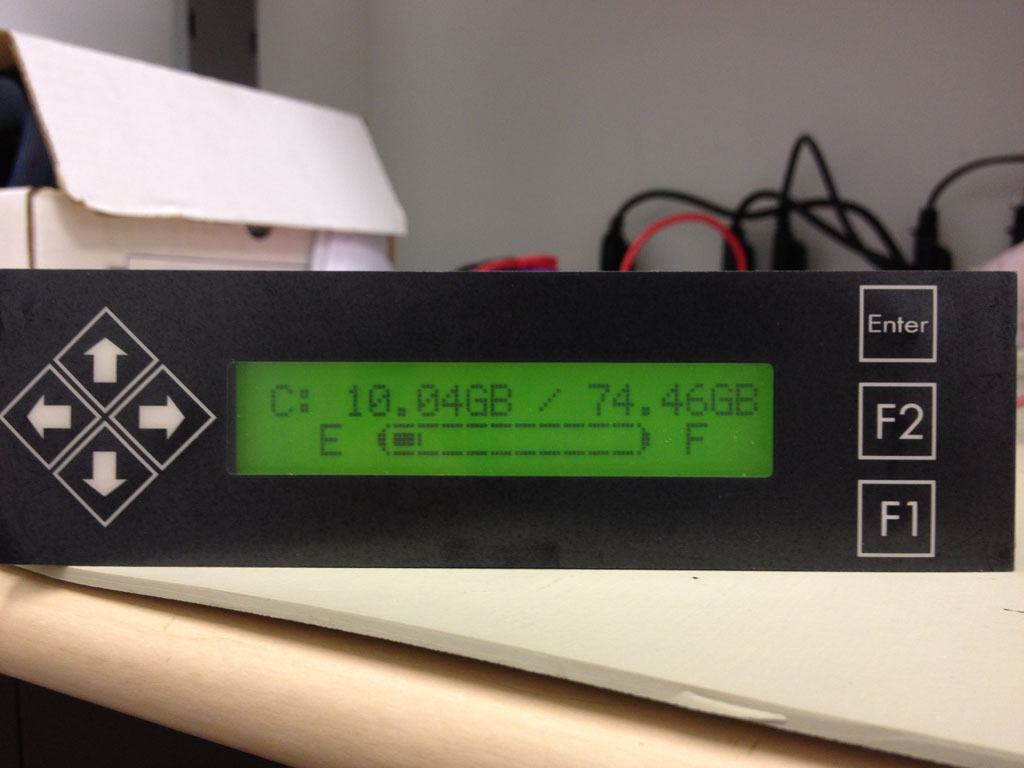 Enter
C: 10.04GB / 74.46GB
E F
F2
F1